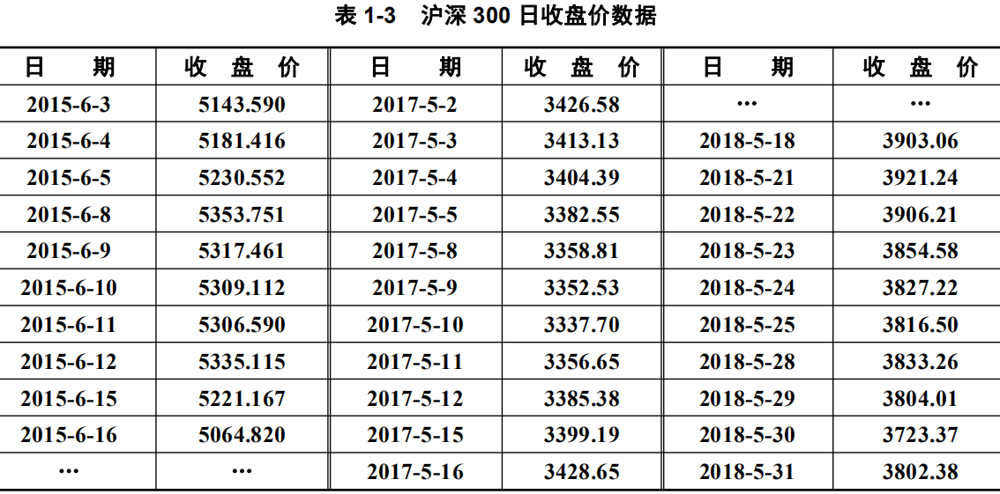 表 1-3 沪深 300 日收盘价数据
日 期 收 盘 价 日 期 收 盘 价 日 期 收 盘 价
2015-6-3 5143.590 2017-5-2 3426.58 … …
2015-6-4 5181.416 2017-5-3 3413.13 2018-5-18 3903.06
2015-6-5 5230.552 2017-5-4 3404.39 2018-5-21 3921.24
2015-6-8 5353.751 2017-5-5 3382.55 2018-5-22 3906.21
2015-6-9 5317.461 2017-5-8 3358.81 2018-5-23 3854.58
2015-6-10 5309.112 2017-5-9 3352.53 2018-5-24 3827.22
2015-6-11 5306.590 2017-5-10 3337.70 2018-5-25 3816.50
2015-6-12 5335.115 2017-5-11 3356.65 2018-5-28 3833.26
2015-6-15 5221.167 2017-5-12 3385.38 2018-5-29 3804.01
2015-6-16 5064.820 2017-5-15 3399.19 2018-5-30 3723.37
… … 2017-5-16 3428.65 2018-5-31 3802.38